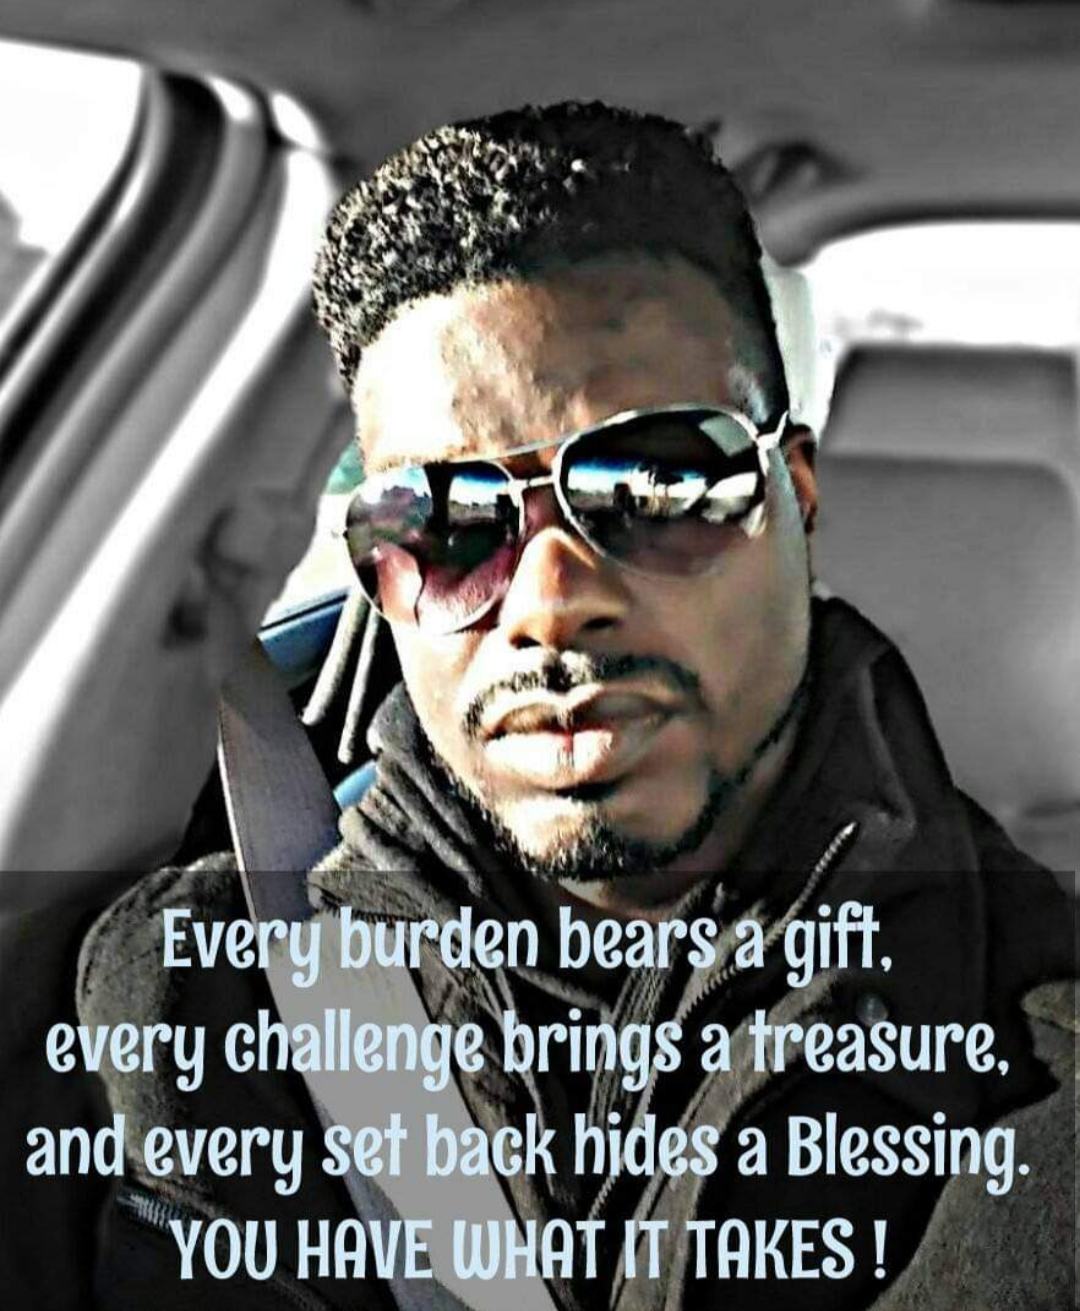 Every burden bears a gift,
every challenge brings a treasure,
and every set back hides a Blessing.
YOU HAVE WHAT IT TAKES !